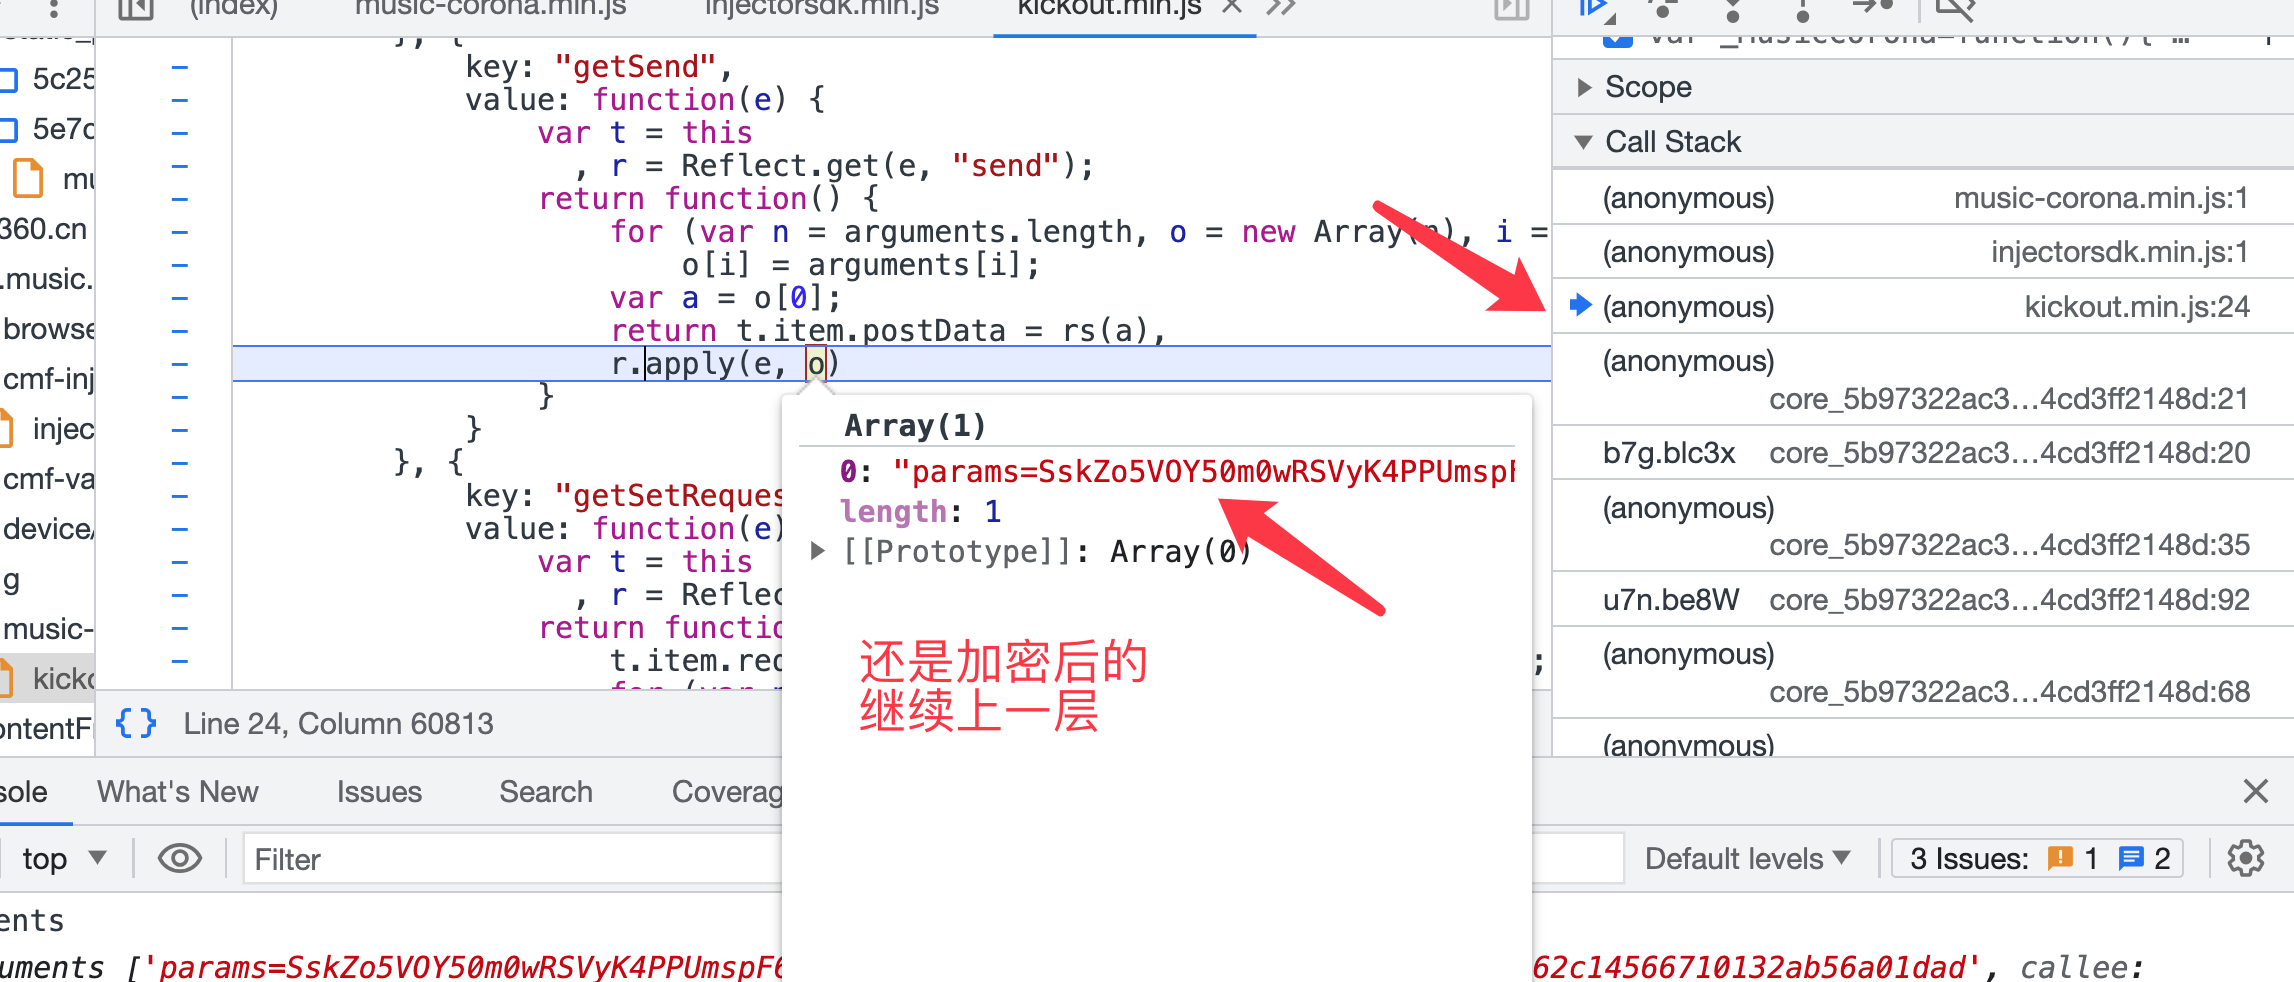 (index)
music-corona.min.js
injectorsdk.min.js
kickout.min.js
}, {
key: "getSend",
value: function(e) {
var t = this
, r = Reflect.get(e, "send");
return function() {
for (var n = arguments.length, o = new Array(n), i =
o[i] = arguments[i];
var a = o[0];
return t.item.postData = rs(a),
r.apply(e, o)
}
}
}, {
key: "getSetReques
value: function(e)
var t = this
, r = Reflec
return functio
t.item.rec
;
5c25
5e7c
mu
360.cn
.music.
browse
cmf-inj
injec
cmf-va
device/
g
music-
kickc
ontentF
Array(1)
0: "params=SskZo5VOY50m0wRSVyK4PPUmspF
length: 1
[[Prototype]]: Array(0)
还是加密后的
继续上一层
{ } Line 24, Column 60813
var _musicCorona=function(){ …
Scope
Call Stack
(anonymous) music-corona.min.js:1
(anonymous) injectorsdk.min.js:1
(anonymous) kickout.min.js:24
(anonymous)
core_5b97322ac3…4cd3ff2148d:21
b7g.blc3x core_5b97322ac3…4cd3ff2148d:20
(anonymous)
core_5b97322ac3…4cd3ff2148d:35
u7n.be8W core_5b97322ac3…4cd3ff2148d:92
(anonymous)
core_5b97322ac3…4cd3ff2148d:68
(anonymous)
sole What's New Issues Search Coverag
top Filter Default levels 3 Issues: 1 2
ents
uments ['params=SskZo5VOY50m0wRSVyK4PPUmspF6
62c14566710132ab56a01dad', callee: